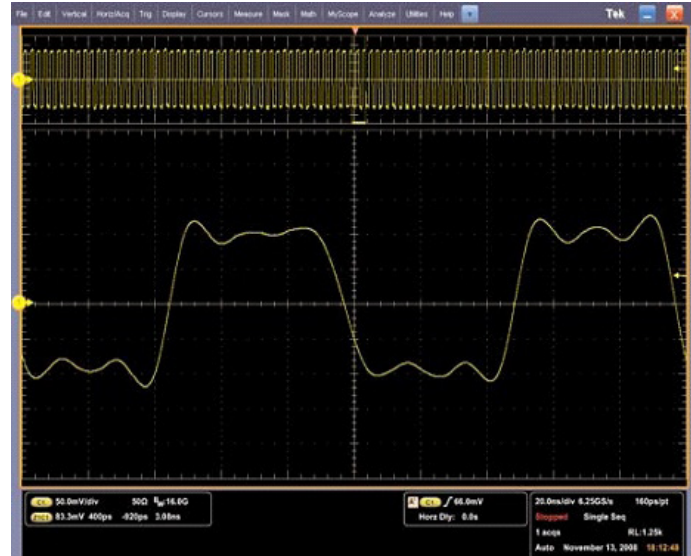 File Edit Vertical Horiz/Acq Trig Display Cursors Measure Mask Math MyScope Analyze Utilities Help Tek
1
1
C1 50.0mV/div 50Ω BW:16.0G
Z1C1 83.3mV 400ps -920ps 3.08ns
A' C1 66.0mV
Horz Dly: 0.0s
20.0ns/div 6.25GS/s 160ps/pt
Stopped Single Seq
1 acqs RL:1.25k
Auto November 13, 2008 18:12:48